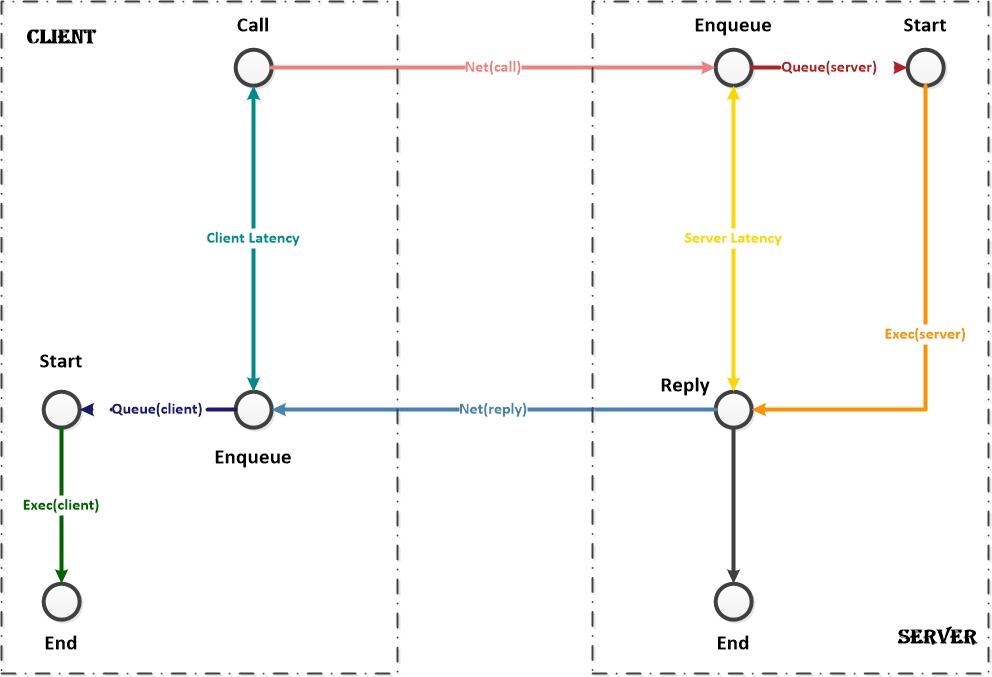 Call
Enqueue
Start
CLIENT
Net(call)
Queue(server)
Client Latency
Server Latency
Exec(server)
Start
Reply
Queue(client)
Net(reply)
Enqueue
Exec(client)
End
End
SERVER